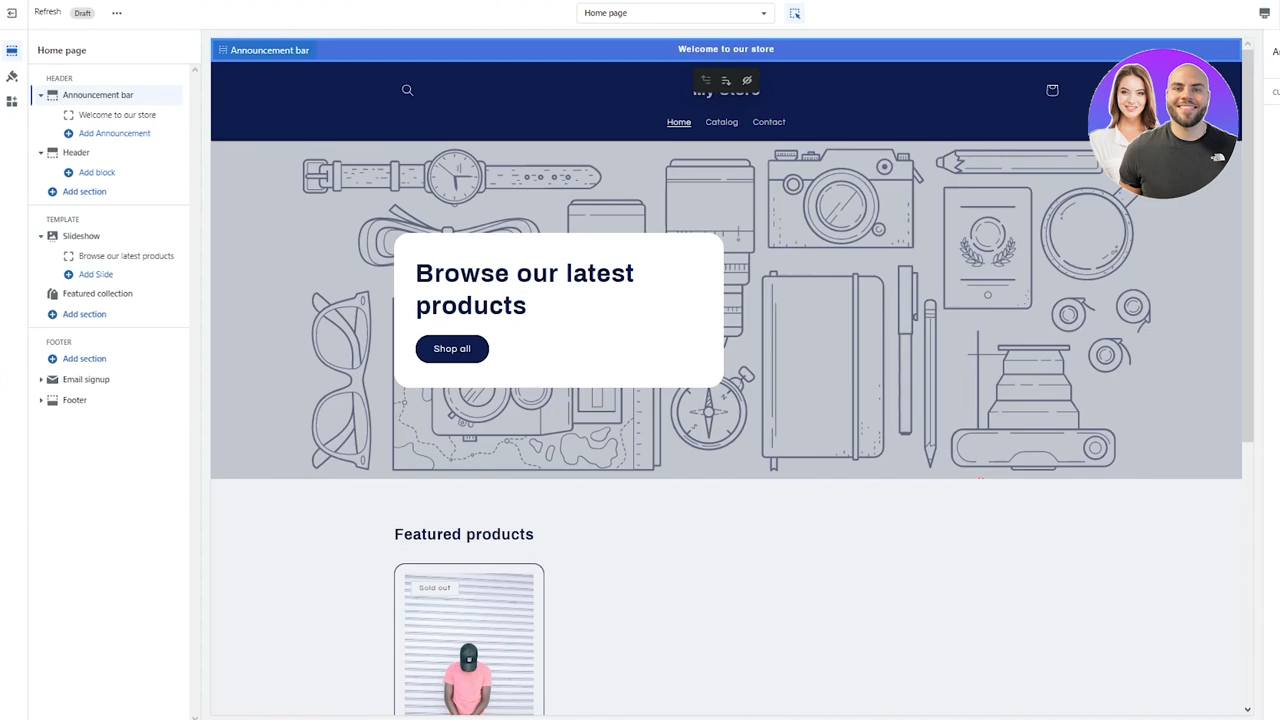 Refresh
Draft
Home page
Home page
HEADER
Announcement bar
Welcome to our store
Add Announcement
Header
Add block
Add section
TEMPLATE
Slideshow
Browse our latest products
Add Slide
Featured collection
Add section
FOOTER
Add section
Email signup
Footer
Announcement bar
Welcome to our store
My Store
Home
Catalog
Contact
Browse our latest
products
Shop all
Featured products
Sold out